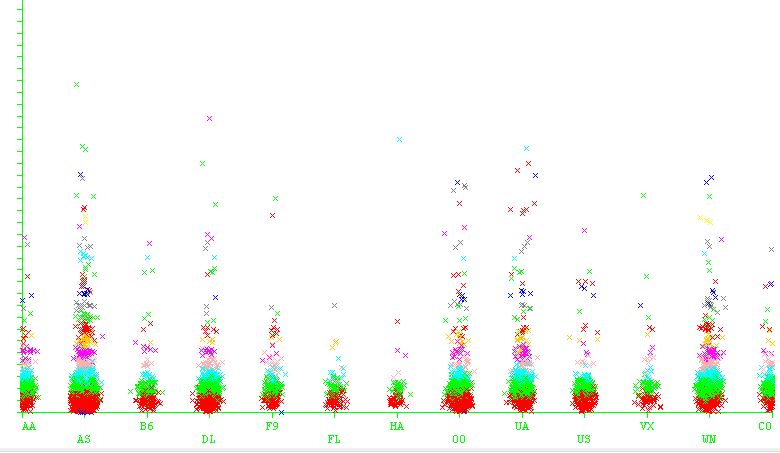 AA B6 F9 HA UA VX CO
AS DL FL OO US WN